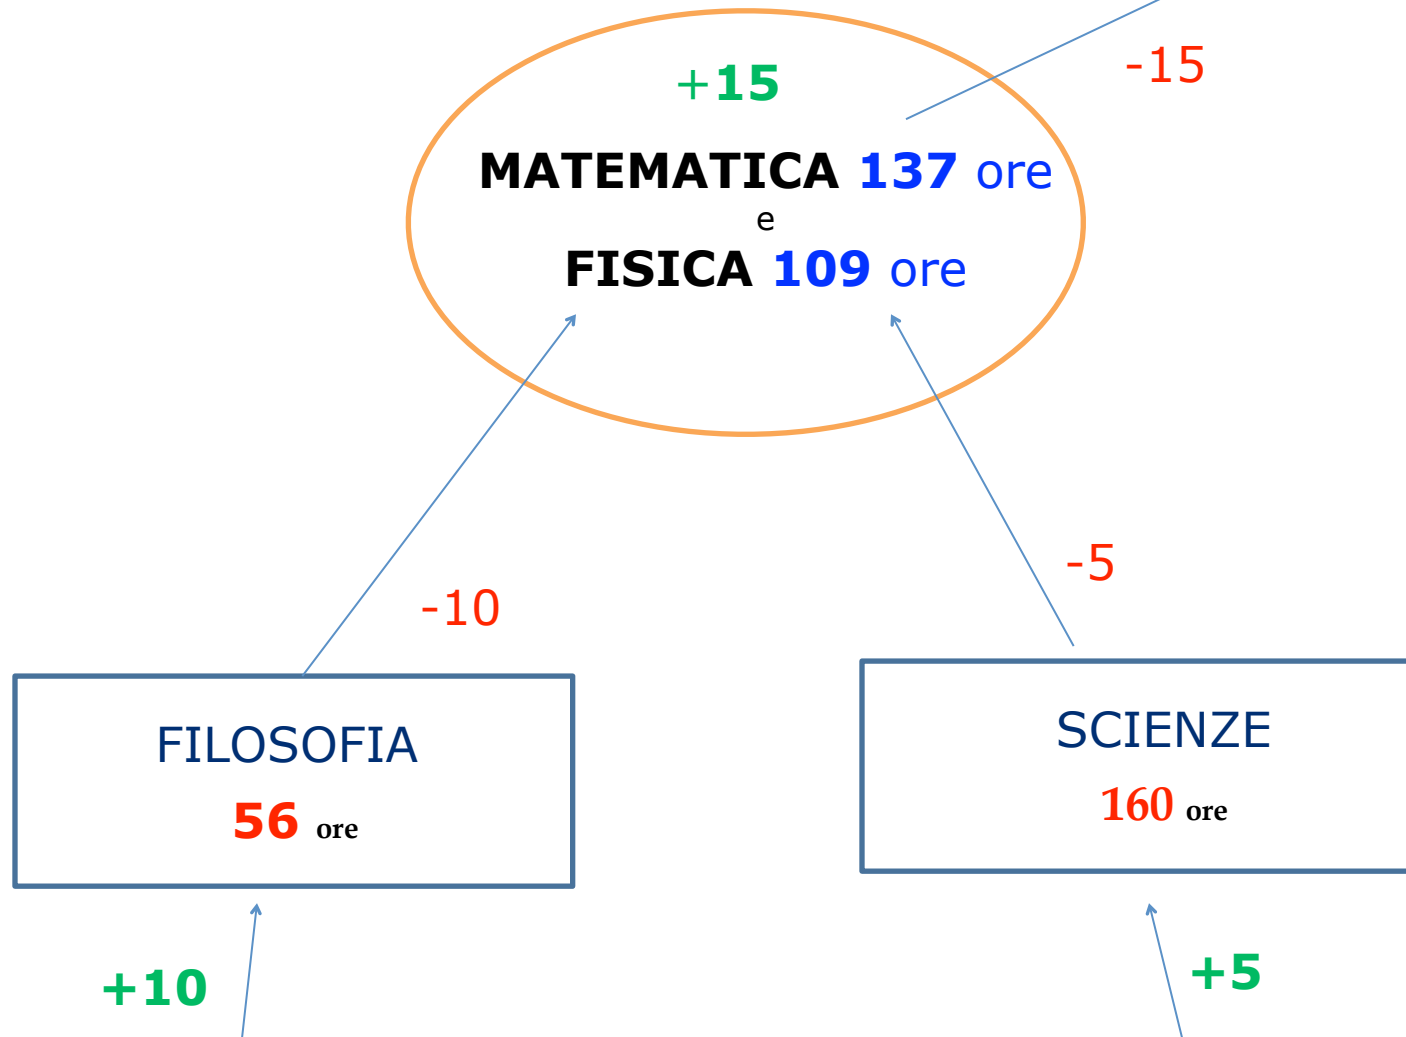 -15
+15
MATEMATICA 137 ore
e
FISICA 109 ore
-5
-10
FILOSOFIA
56 ore
SCIENZE
160 ore
+10
+5